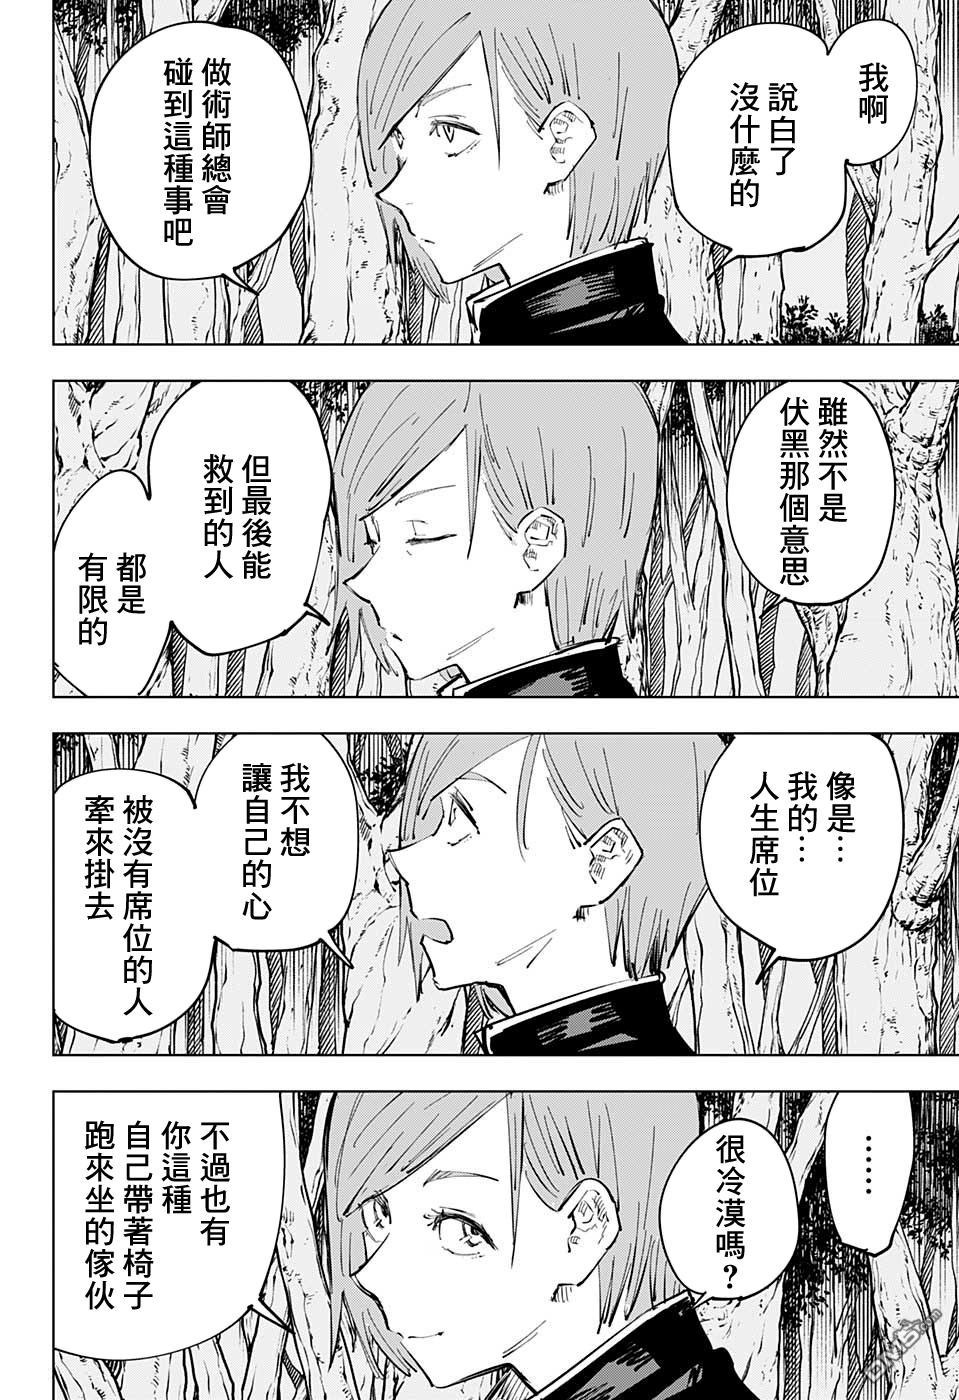 我啊
說白了
沒什麼的
做術師總會
碰到這種事吧
雖然不是
伏黑那個意思
但最後能
救到的人
都是
有限的
像是…
我的…
人生席位
我不想
讓自己的心
被沒有席位的人
牽來掛去
……
很冷漠嗎？
不過也有
你這種
自己帶著椅子
跑來坐的傢伙